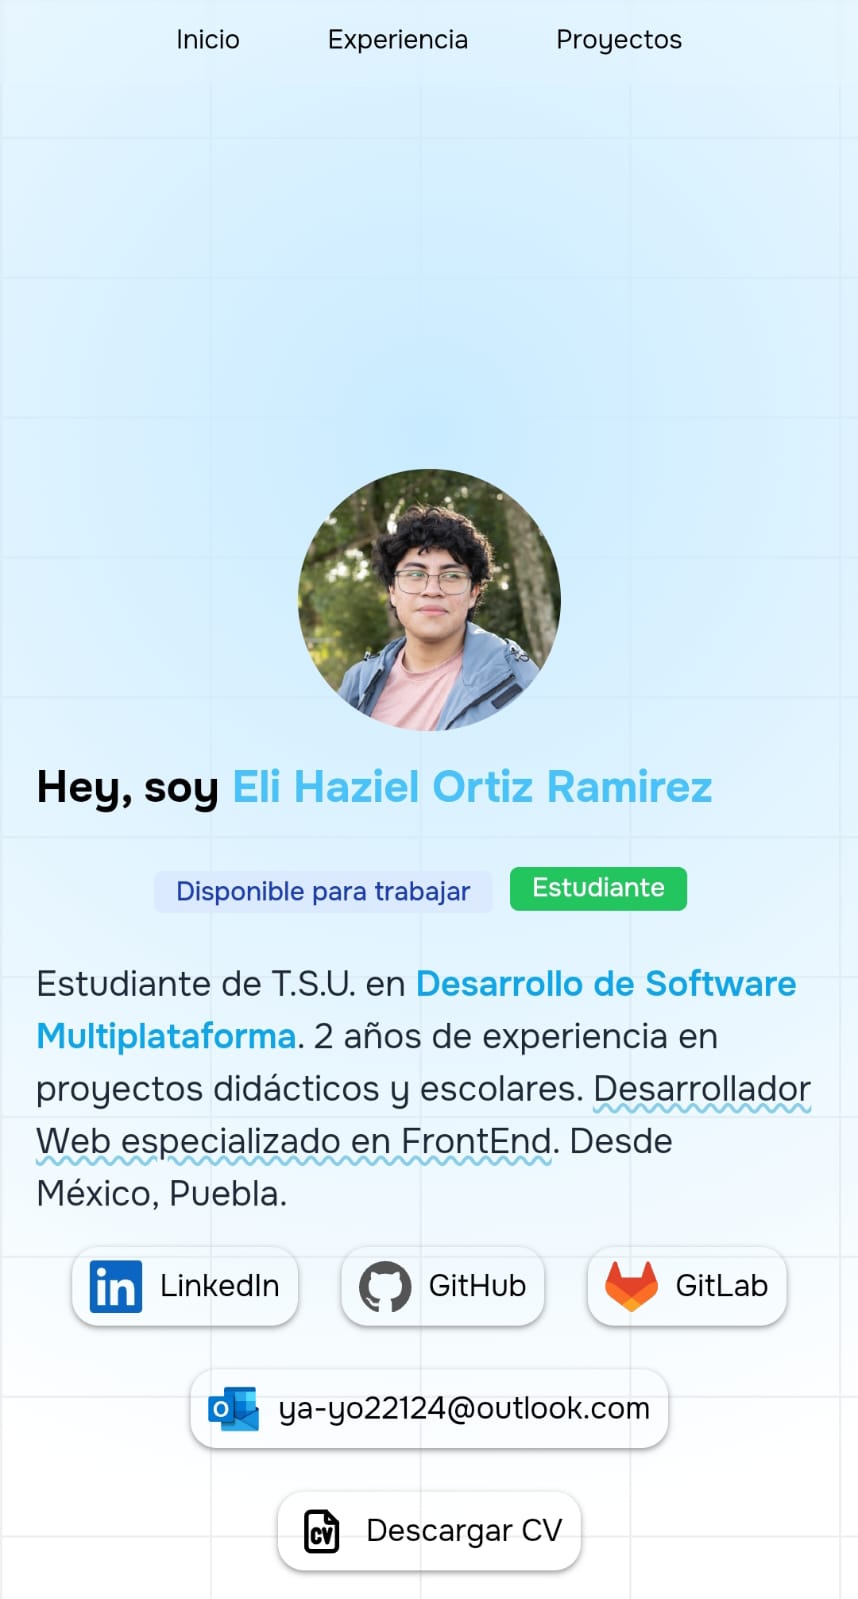 Inicio Experiencia Proyectos
Hey, soy Eli Haziel Ortiz Ramirez
Disponible para trabajar Estudiante
Estudiante de T.S.U. en Desarrollo de Software
Multiplataforma. 2 años de experiencia en
proyectos didácticos y escolares. Desarrollador
Web especializado en FrontEnd. Desde
México, Puebla.
in LinkedIn GitHub GitLab
O ya-yo22124@outlook.com
CV Descargar CV